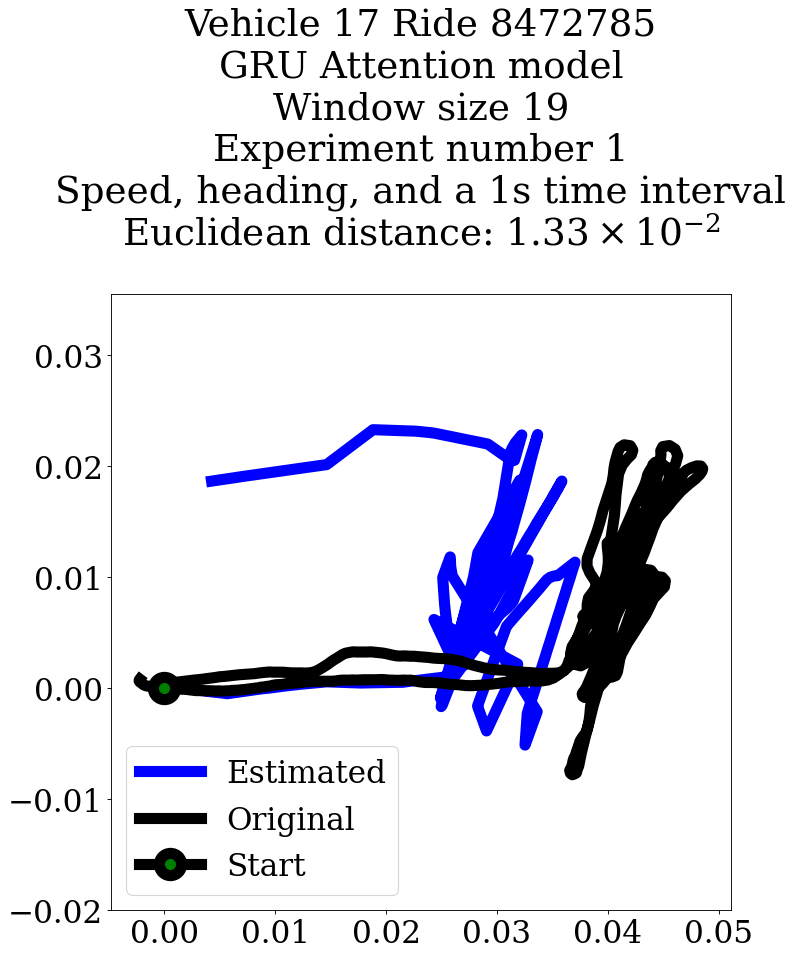 Vehicle 17 Ride 8472785
GRU Attention model
Window size 19
Experiment number 1
Speed, heading, and a 1s time interval
Euclidean distance: 1.33 × 10⁻²
0.03
0.02
0.01
0.00
−0.01
−0.02
Estimated
Original
Start
0.00 0.01 0.02 0.03 0.04 0.05